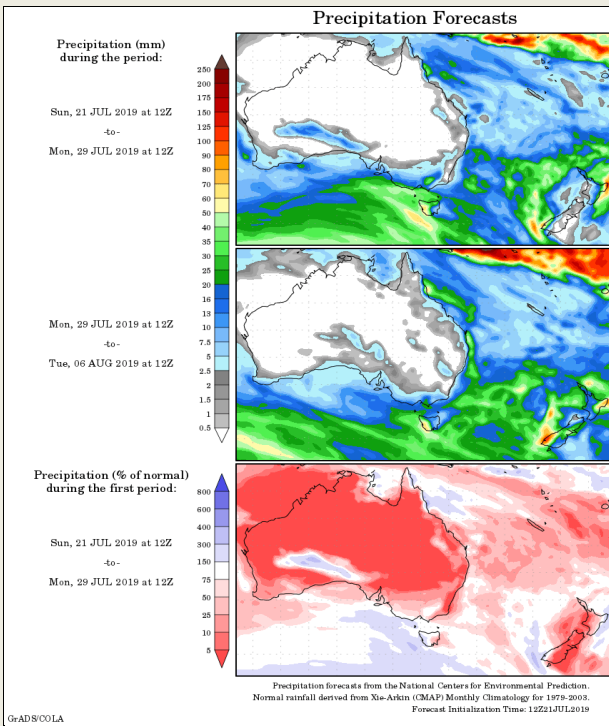 Precipitation Forecasts
Precipitation (mm)
during the period:
Sun, 21 JUL 2019 at 12Z
-to-
Mon, 29 JUL 2019 at 12Z
250
200
175
150
125
100
90
80
70
60
50
45
40
35
30
25
20
16
13
10
7.5
5
2.5
2
1.5
1
0.5
Mon, 29 JUL 2019 at 12Z
-to-
Tue, 06 AUG 2019 at 12Z
Precipitation (% of normal)
during the first period:
Sun, 21 JUL 2019 at 12Z
-to-
Mon, 29 JUL 2019 at 12Z
800
600
400
300
150
75
50
25
10
5
Precipitation forecasts from the National Centers for Environmental Prediction.
Normal rainfall derived from Xie-Arkin (CMAP) Monthly Climatology for 1979-2003.
Forecast Initialization Time: 12Z21JUL2019
GrADS/COLA